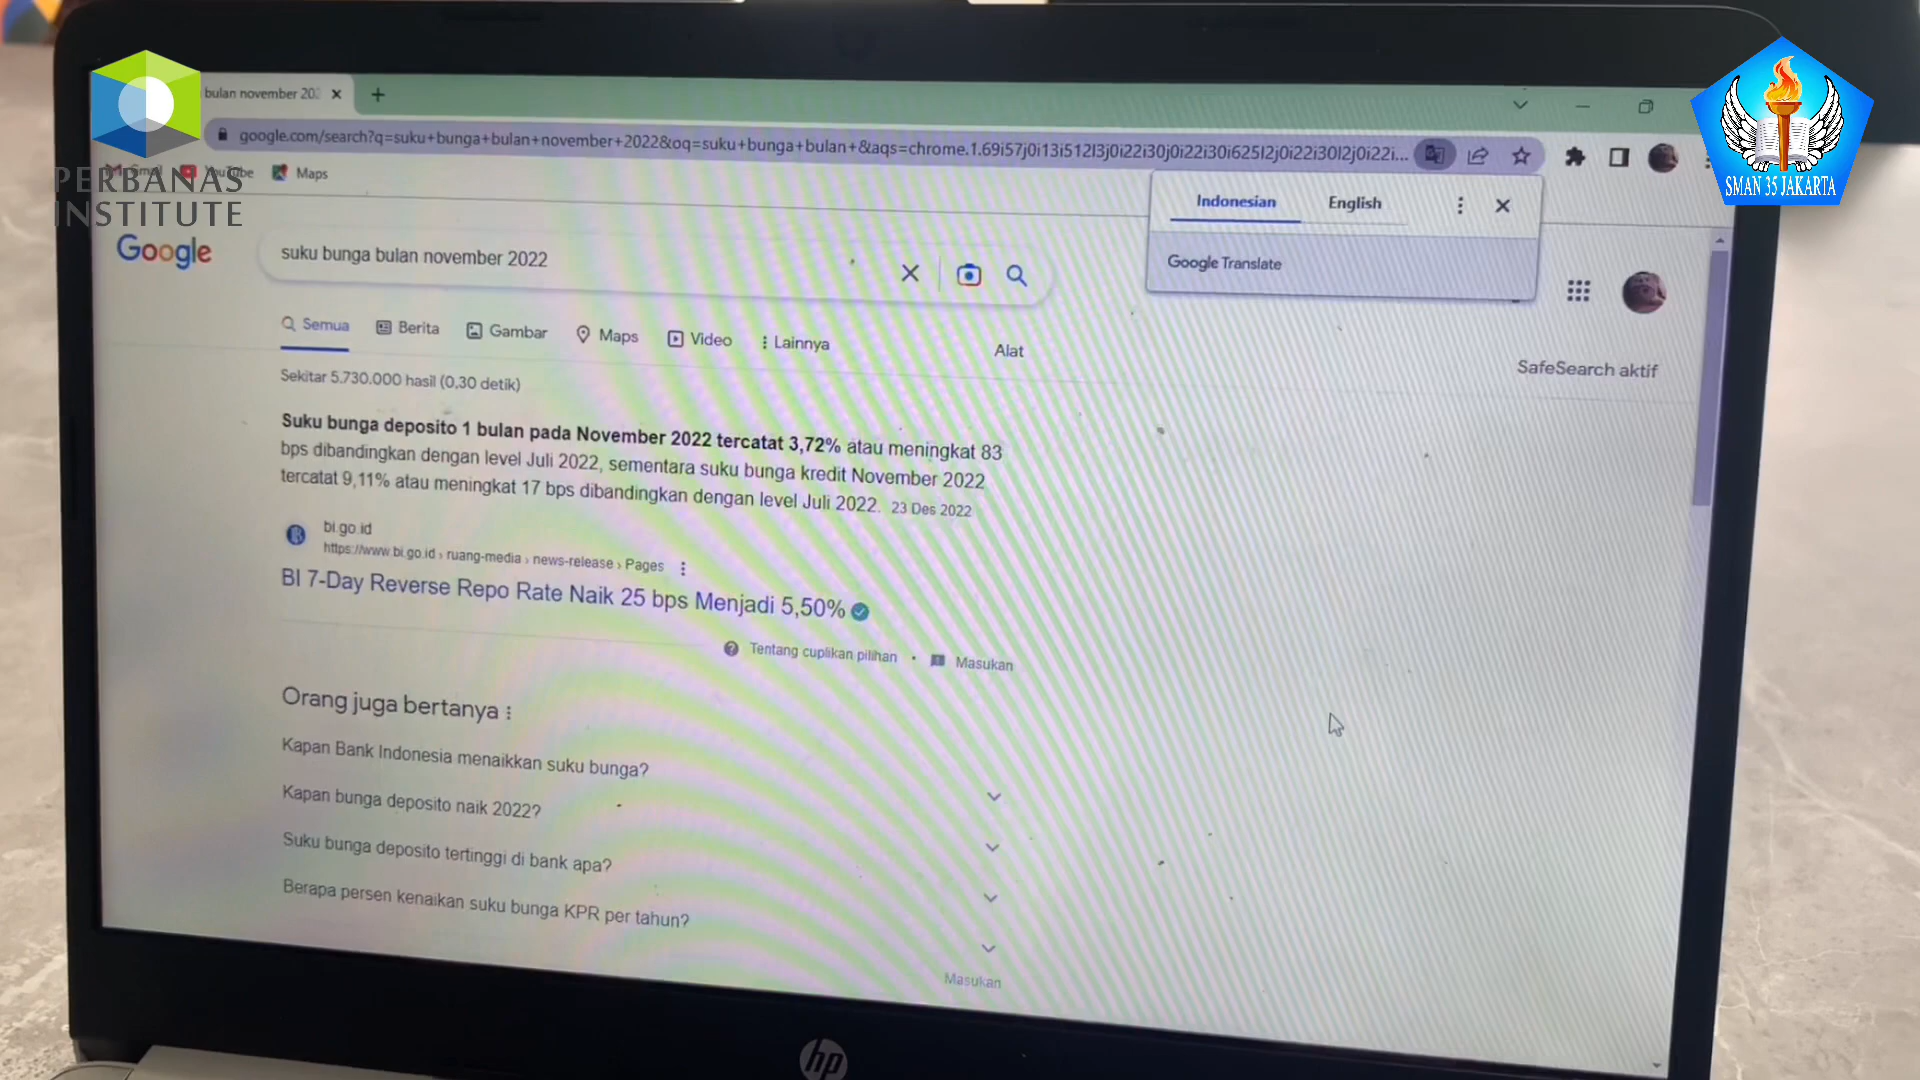 bulan november 202
google.com/search?q=suku+bunga+bulan+november+2022&oq=suku+bunga+bulan+&aqs=chrome.1.69i57j0i13i512l3j0i22i30j0i22i30i625l2j0i22i30l2j0i22i...
Gmail YouTube Maps
PERBANAS
INSTITUTE
SMAN 35 JAKARTA
Indonesian English
Google Translate
Google
suku bunga bulan november 2022
Semua Berita Gambar Maps Video Lainnya Alat
SafeSearch aktif
Sekitar 5.730.000 hasil (0,30 detik)
Suku bunga deposito 1 bulan pada November 2022 tercatat 3,72% atau meningkat 83
bps dibandingkan dengan level Juli 2022, sementara suku bunga kredit November 2022
tercatat 9,11% atau meningkat 17 bps dibandingkan dengan level Juli 2022. 23 Des 2022
bi.go.id
https://www.bi.go.id › ruang-media › news-release › Pages
BI 7-Day Reverse Repo Rate Naik 25 bps Menjadi 5,50%
Tentang cuplikan pilihan • Masukan
Orang juga bertanya
Kapan Bank Indonesia menaikkan suku bunga?
Kapan bunga deposito naik 2022?
Suku bunga deposito tertinggi di bank apa?
Berapa persen kenaikan suku bunga KPR per tahun?
Masukan
hp